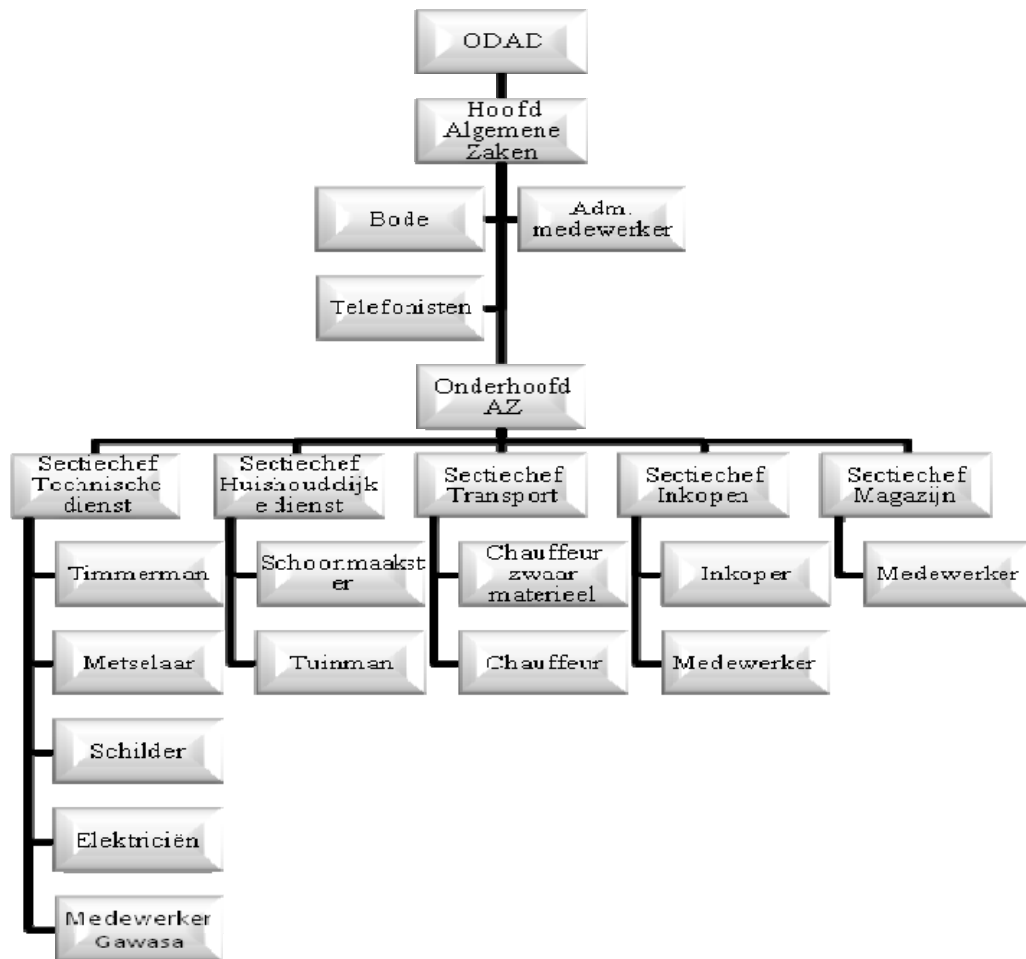 ODAD
Hoofd
Algemene
Zaken
Bode
Adm.
medewerker
Telefonisten
Onderhoofd
AZ
Sectiechef
Technische
dienst
Sectiechef
Huishoudelijk
e dienst
Sectiechef
Transport
Sectiechef
Inkopen
Sectiechef
Magazijn
Timmerman
Schoonmaakst
er
Chauffeur
zwaar
materieel
Inkoper
Medewerker
Metselaar
Tuinman
Chauffeur
Medewerker
Schilder
Elektriciën
Medewerker
Gawasa